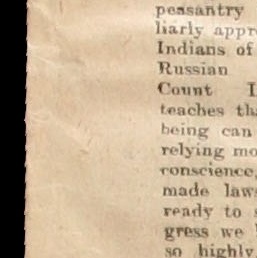 peasantry
liarly appr
Indians of
Russian
Count I
teaches th
being can
relying mo
conscience,
made laws
ready to s
gress we
so highly